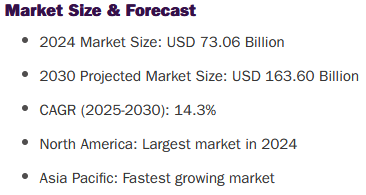 Market Size & Forecast
• 2024 Market Size: USD 73.06 Billion
• 2030 Projected Market Size: USD 163.60 Billion
• CAGR (2025-2030): 14.3%
• North America: Largest market in 2024
• Asia Pacific: Fastest growing market